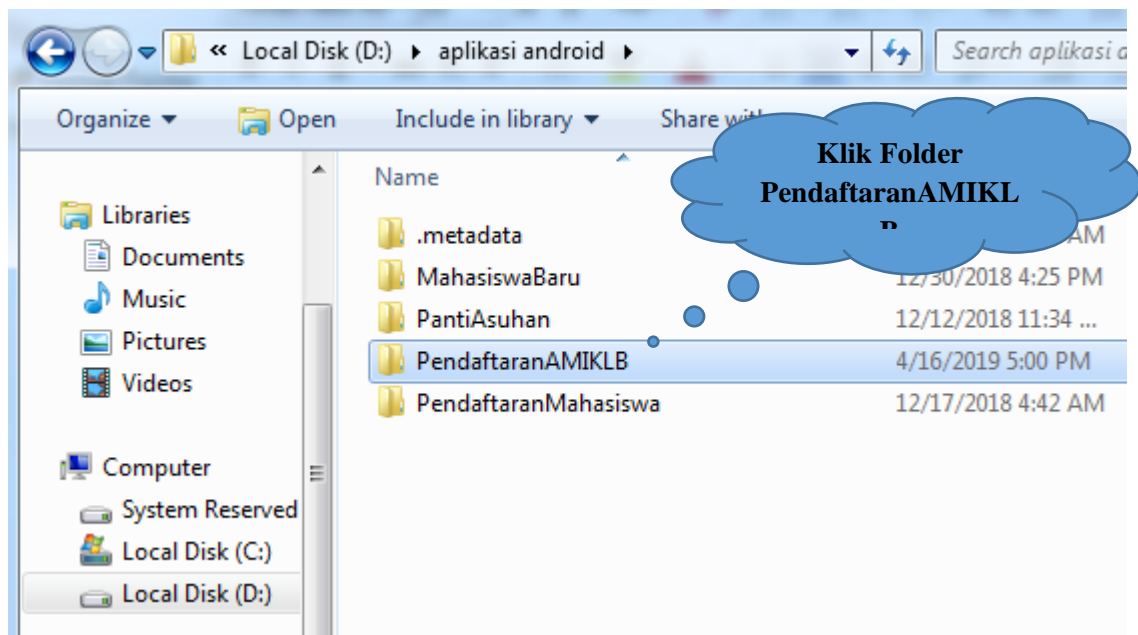 « Local Disk (D:) ▸ aplikasi android ▸
Search aplikasi a
Organize ▼ Open Include in library ▼ Share with
Klik Folder
PendaftaranAMIKL
B
Name
Libraries
Documents
Music
Pictures
Videos
Computer
System Reserved
Local Disk (C:)
Local Disk (D:)
.metadata AM
MahasiswaBaru 12/30/2018 4:25 PM
PantiAsuhan 12/12/2018 11:34 ...
PendaftaranAMIKLB 4/16/2019 5:00 PM
PendaftaranMahasiswa 12/17/2018 4:42 AM